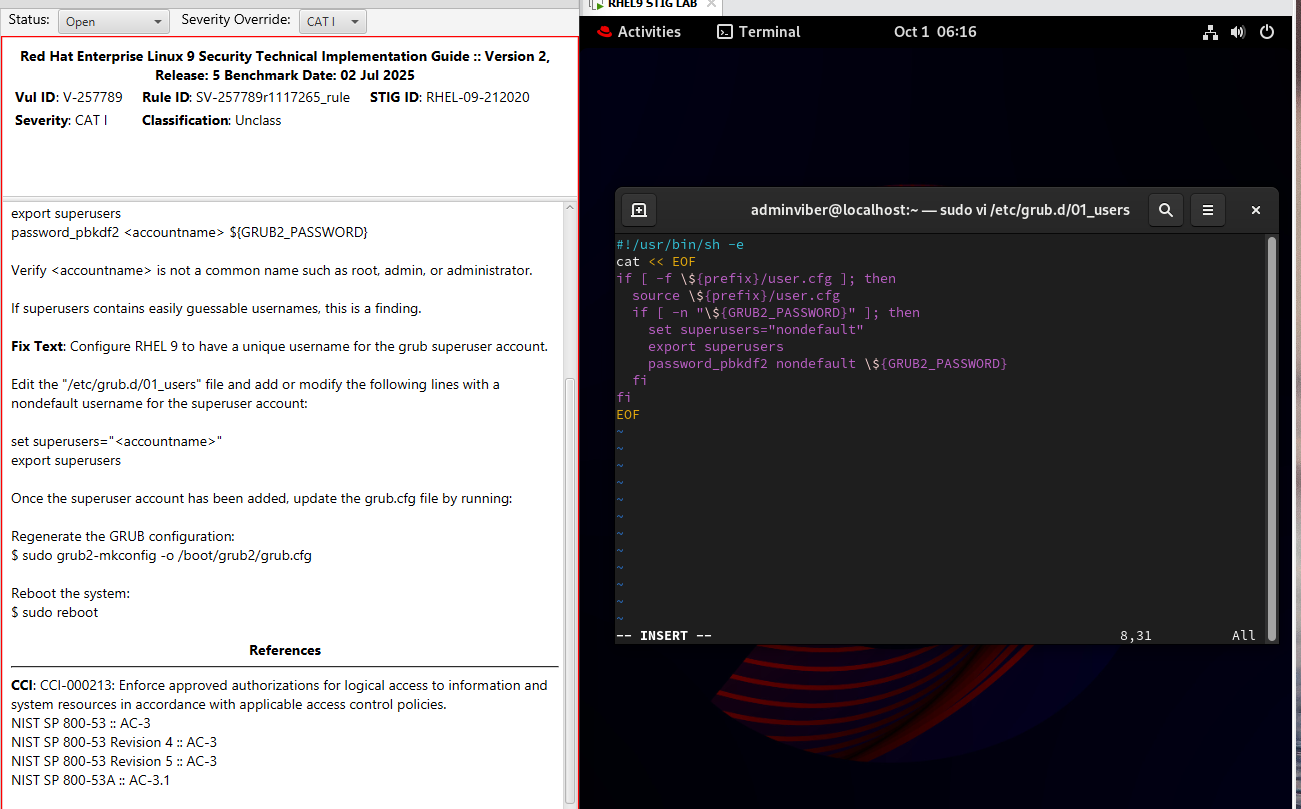 Status: Open Severity Override: CAT I
Red Hat Enterprise Linux 9 Security Technical Implementation Guide :: Version 2,
Release: 5 Benchmark Date: 02 Jul 2025
Vul ID: V-257789 Rule ID: SV-257789r1117265_rule STIG ID: RHEL-09-212020
Severity: CAT I Classification: Unclass
export superusers
password_pbkdf2 <accountname> ${GRUB2_PASSWORD}
Verify <accountname> is not a common name such as root, admin, or administrator.
If superusers contains easily guessable usernames, this is a finding.
Fix Text: Configure RHEL 9 to have a unique username for the grub superuser account.
Edit the "/etc/grub.d/01_users" file and add or modify the following lines with a
nondefault username for the superuser account:
set superusers="<accountname>"
export superusers
Once the superuser account has been added, update the grub.cfg file by running:
Regenerate the GRUB configuration:
$ sudo grub2-mkconfig -o /boot/grub2/grub.cfg
Reboot the system:
$ sudo reboot
References
CCI: CCI-000213: Enforce approved authorizations for logical access to information and
system resources in accordance with applicable access control policies.
NIST SP 800-53 :: AC-3
NIST SP 800-53 Revision 4 :: AC-3
NIST SP 800-53 Revision 5 :: AC-3
NIST SP 800-53A :: AC-3.1
RHEL9 STIG LAB
Activities Terminal Oct 1 06:16
adminviber@localhost:~ — sudo vi /etc/grub.d/01_users
#!/usr/bin/sh -e
cat << EOF
if [ -f \${prefix}/user.cfg ]; then
  source \${prefix}/user.cfg
  if [ -n "\${GRUB2_PASSWORD}" ]; then
    set superusers="nondefault"
    export superusers
    password_pbkdf2 nondefault \${GRUB2_PASSWORD}
  fi
fi
EOF
~
~
~
~
~
~
~
~
~
~
~
~
-- INSERT -- 8,31 All